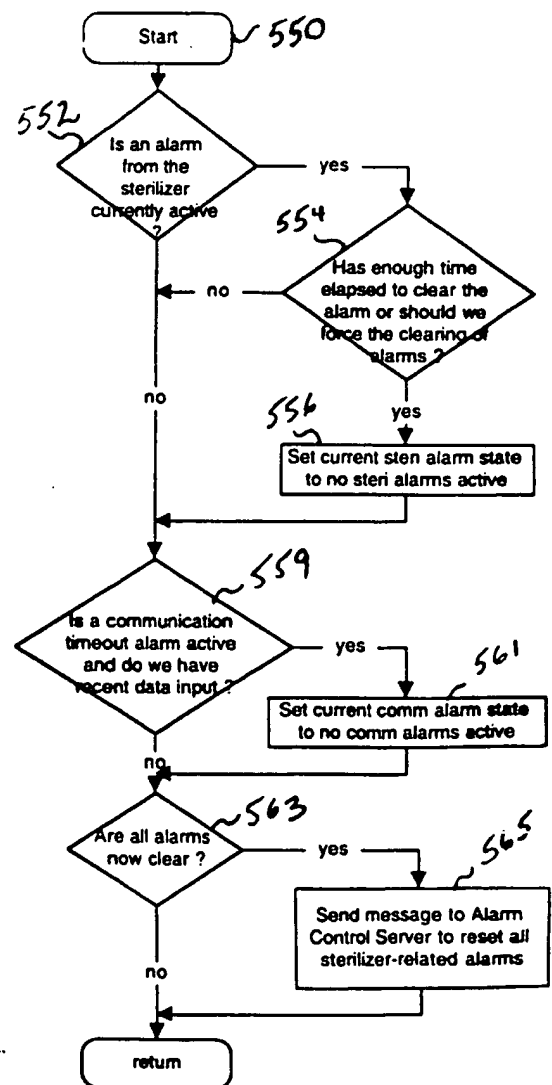 Start
550
552
Is an alarm
from the
sterilizer
currently active
?
yes
554
Has enough time
elapsed to clear the
alarm or should we
force the clearing of
alarms ?
no
no
yes
556
Set current steri alarm state
to no steri alarms active
559
Is a communication
timeout alarm active
and do we have
recent data input ?
yes
561
Set current comm alarm state
to no comm alarms active
no
563
Are all alarms
now clear ?
yes
565
Send message to Alarm
Control Server to reset all
sterilizer-related alarms
no
return